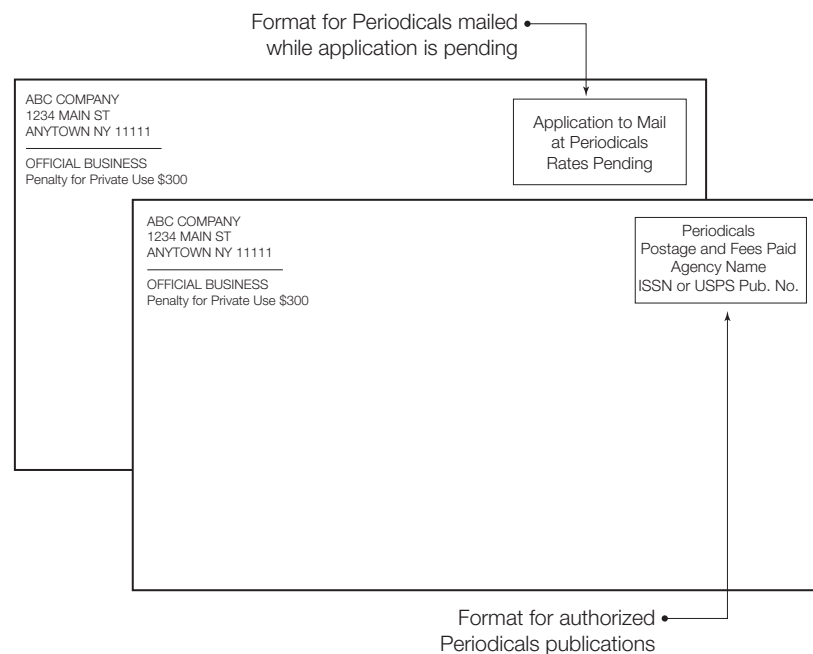 Format for Periodicals mailed
while application is pending
ABC COMPANY
1234 MAIN ST
ANYTOWN NY 11111
OFFICIAL BUSINESS
Penalty for Private Use $300
Application to Mail
at Periodicals
Rates Pending
ABC COMPANY
1234 MAIN ST
ANYTOWN NY 11111
OFFICIAL BUSINESS
Penalty for Private Use $300
Periodicals
Postage and Fees Paid
Agency Name
ISSN or USPS Pub. No.
Format for authorized
Periodicals publications